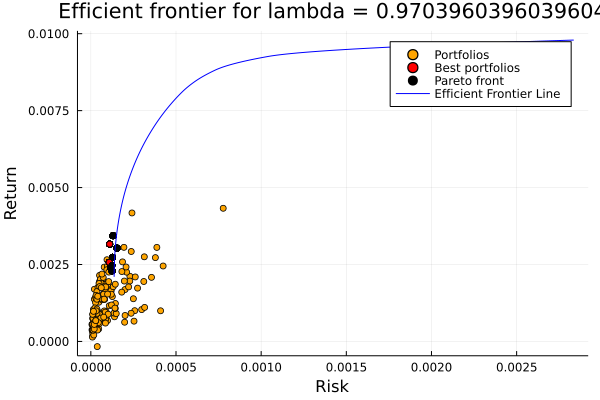 Efficient frontier for lambda = 0.9703960396039604
0.0100
0.0075
0.0050
0.0025
0.0000
Return
Portfolios
Best portfolios
Pareto front
Efficient Frontier Line
0.0000 0.0005 0.0010 0.0015 0.0020 0.0025
Risk